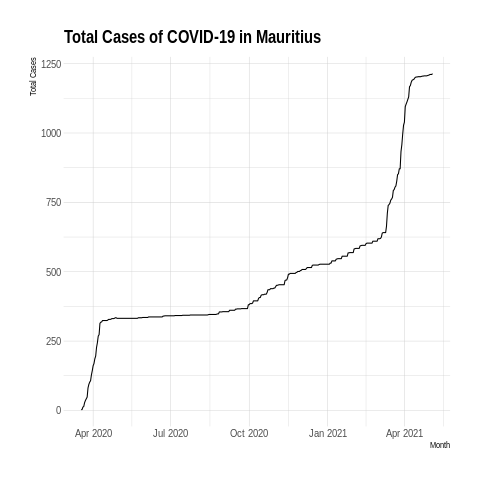 Total Cases of COVID-19 in Mauritius
Total Cases
1250
1000
750
500
250
0
Apr 2020 Jul 2020 Oct 2020 Jan 2021 Apr 2021
Month